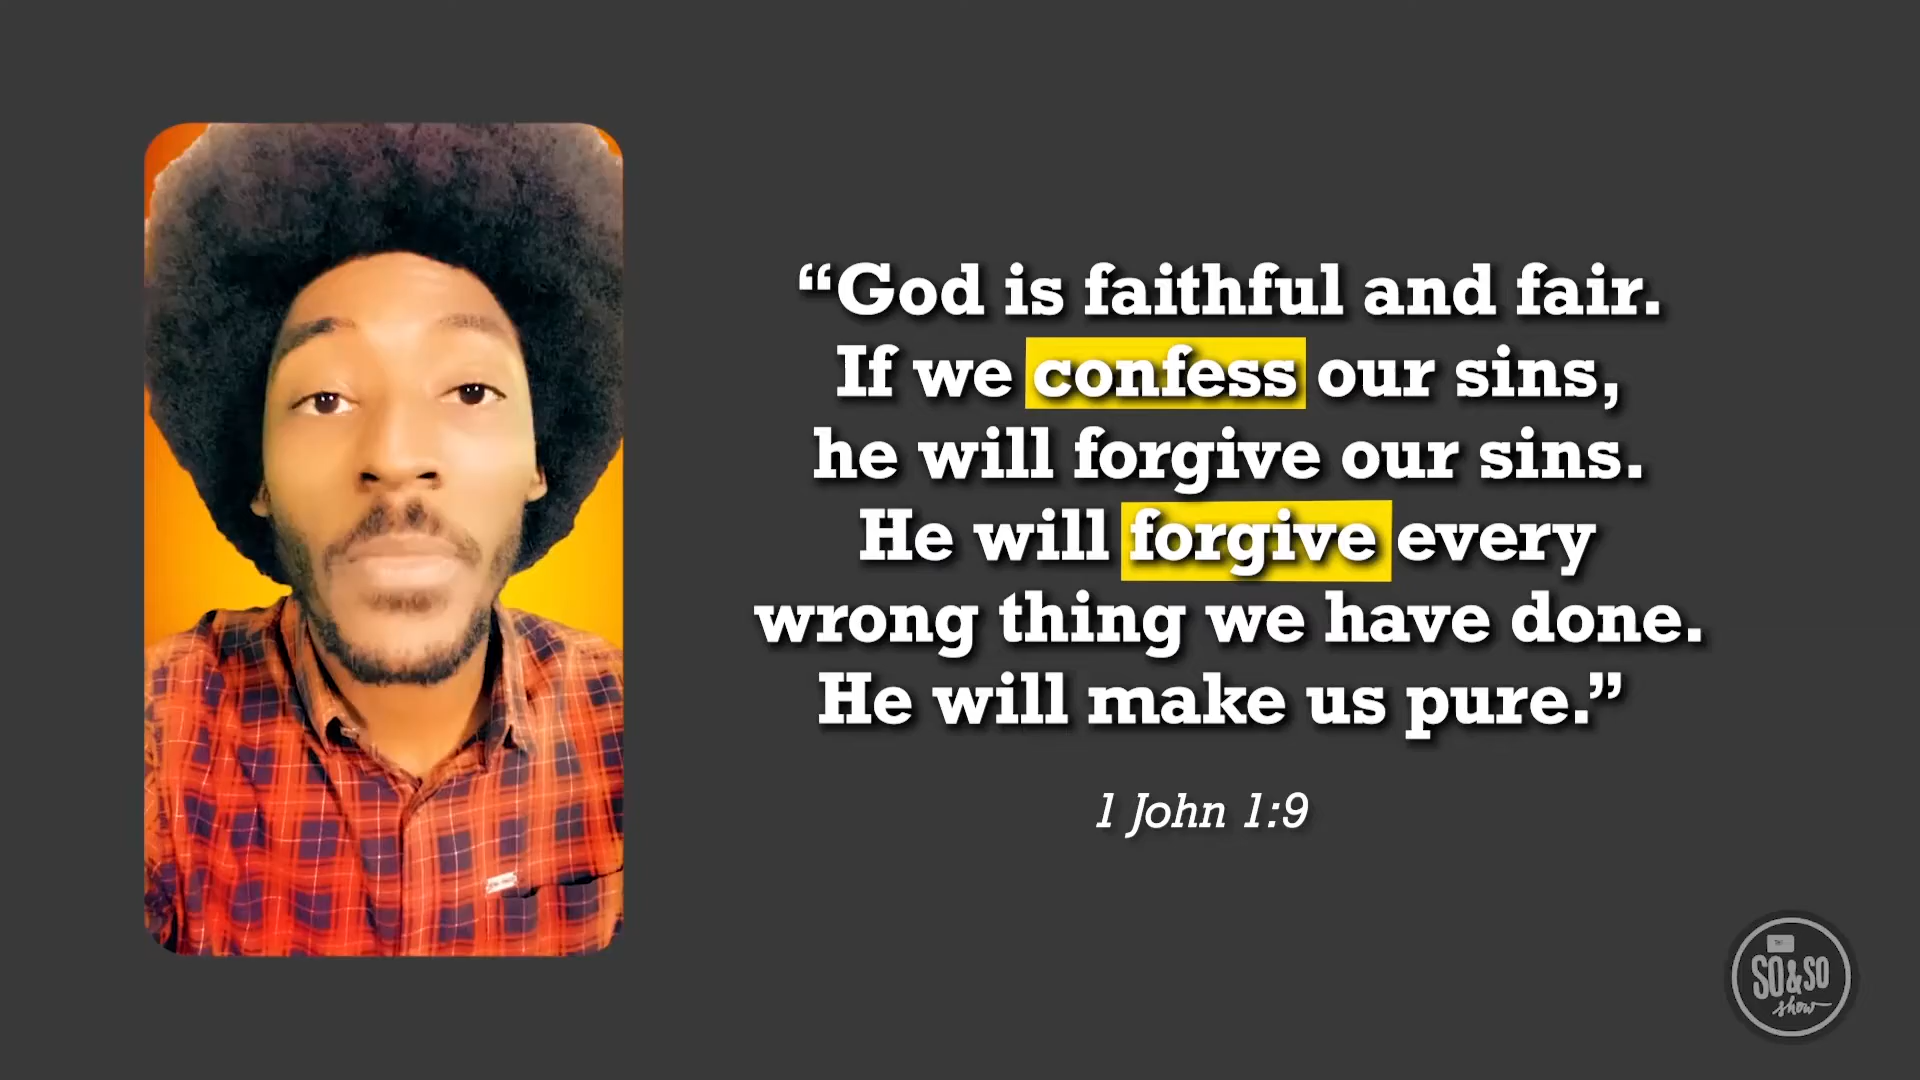 “God is faithful and fair.
If we confess our sins,
he will forgive our sins.
He will forgive every
wrong thing we have done.
He will make us pure.”
1 John 1:9
SO&SO
show